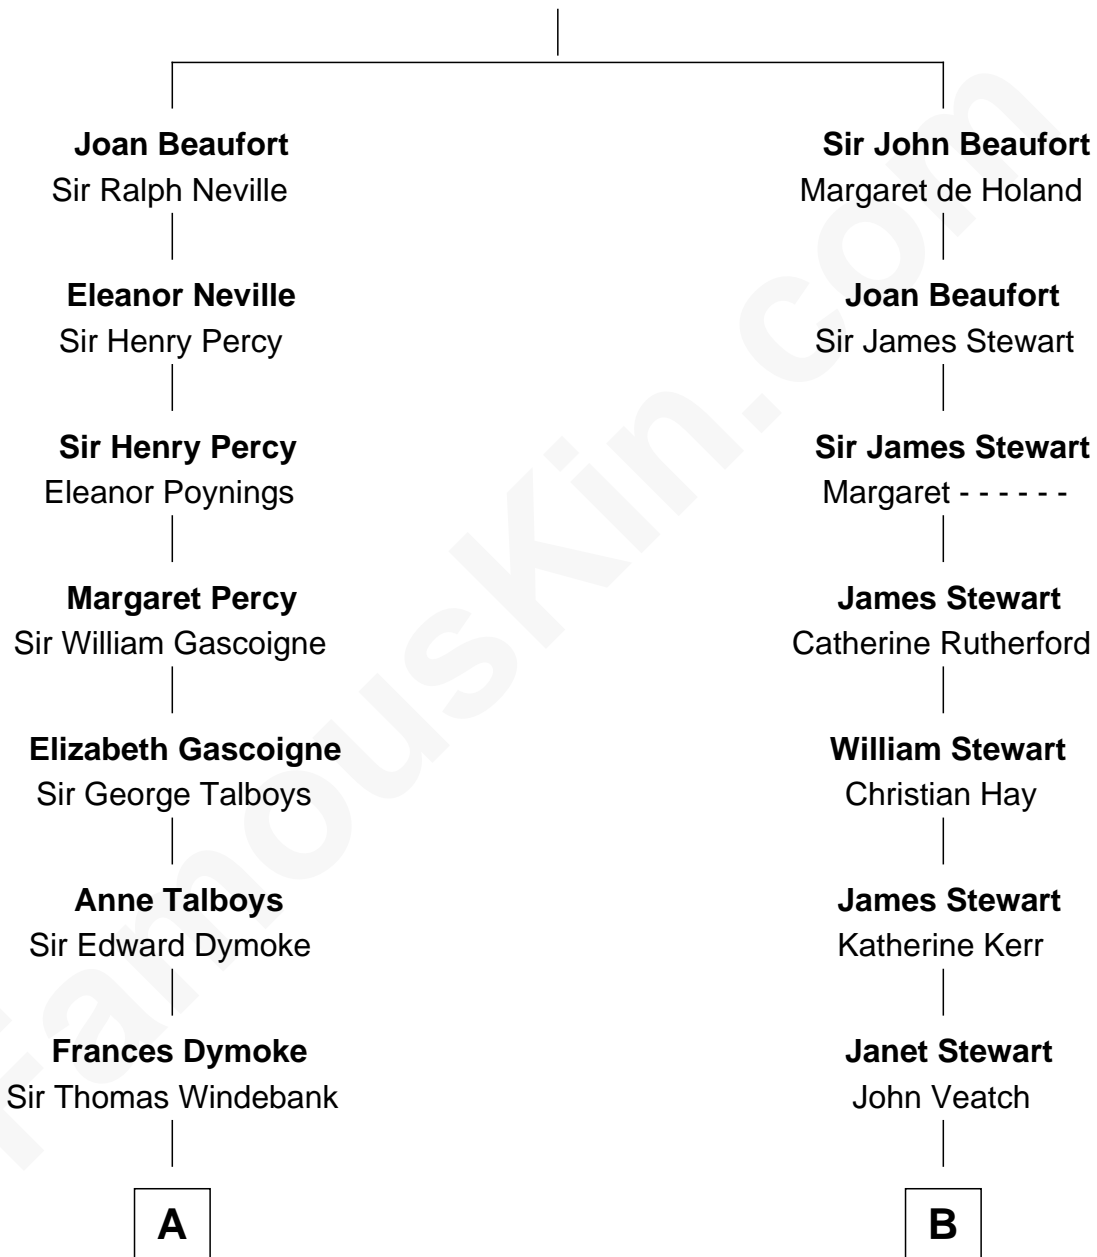 Joan Beaufort
Sir Ralph Neville
Eleanor Neville
Sir Henry Percy
Sir Henry Percy
Eleanor Poynings
Margaret Percy
Sir William Gascoigne
Elizabeth Gascoigne
Sir George Talboys
Anne Talboys
Sir Edward Dymoke
Frances Dymoke
Sir Thomas Windebank
A
Sir John Beaufort
Margaret de Holand
Joan Beaufort
Sir James Stewart
Sir James Stewart
Margaret - - - - - -
James Stewart
Catherine Rutherford
William Stewart
Christian Hay
James Stewart
Katherine Kerr
Janet Stewart
John Veatch
B
FamousKin.com